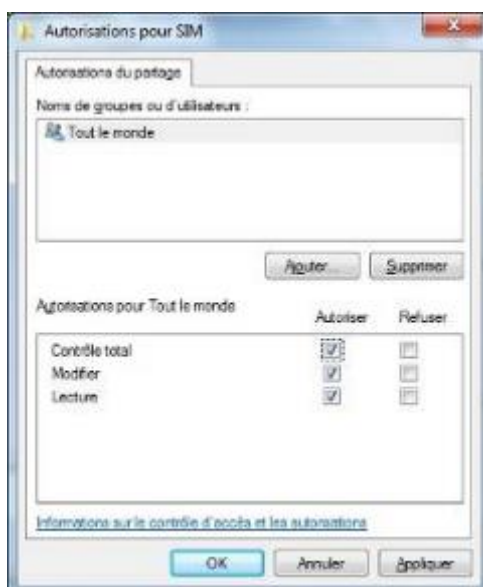 Autorisations pour SIM
Autorisations du partage
Noms de groupes ou d'utilisateurs :
Tout le monde
Ajouter... Supprimer
Autorisations pour Tout le monde Autoriser Refuser
Contrôle total
Modifier
Lecture
Informations sur le contrôle d'accès et les autorisations
OK Annuler Appliquer